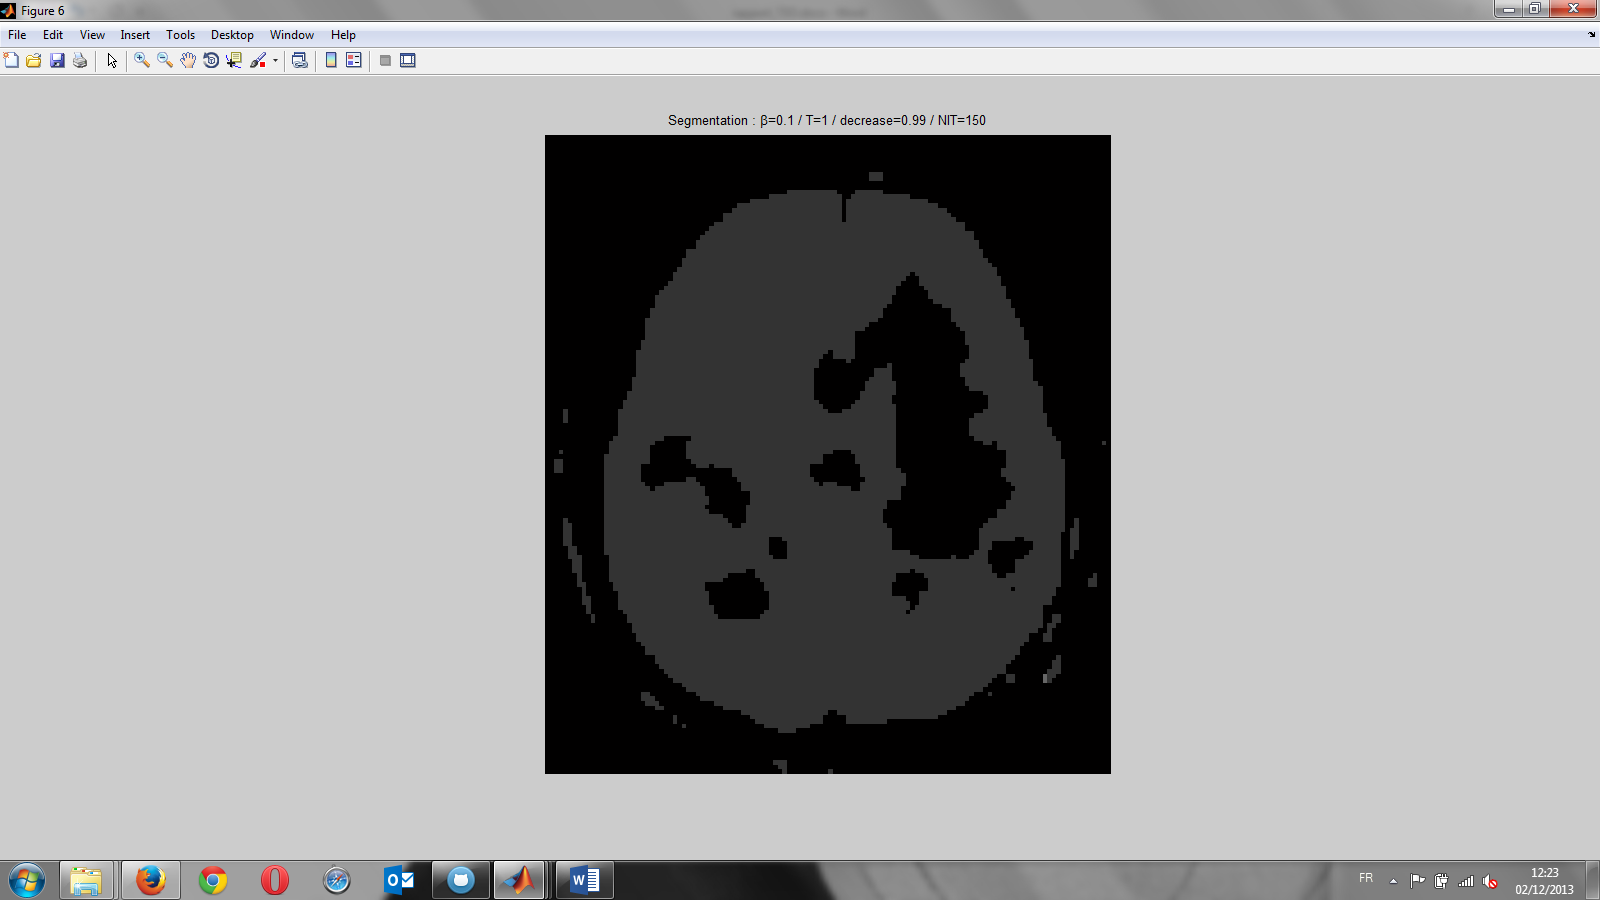 Figure 6
File Edit View Insert Tools Desktop Window Help
Segmentation : β=0.1 / T=1 / decrease=0.99 / NIT=150
FR
12:23
02/12/2013